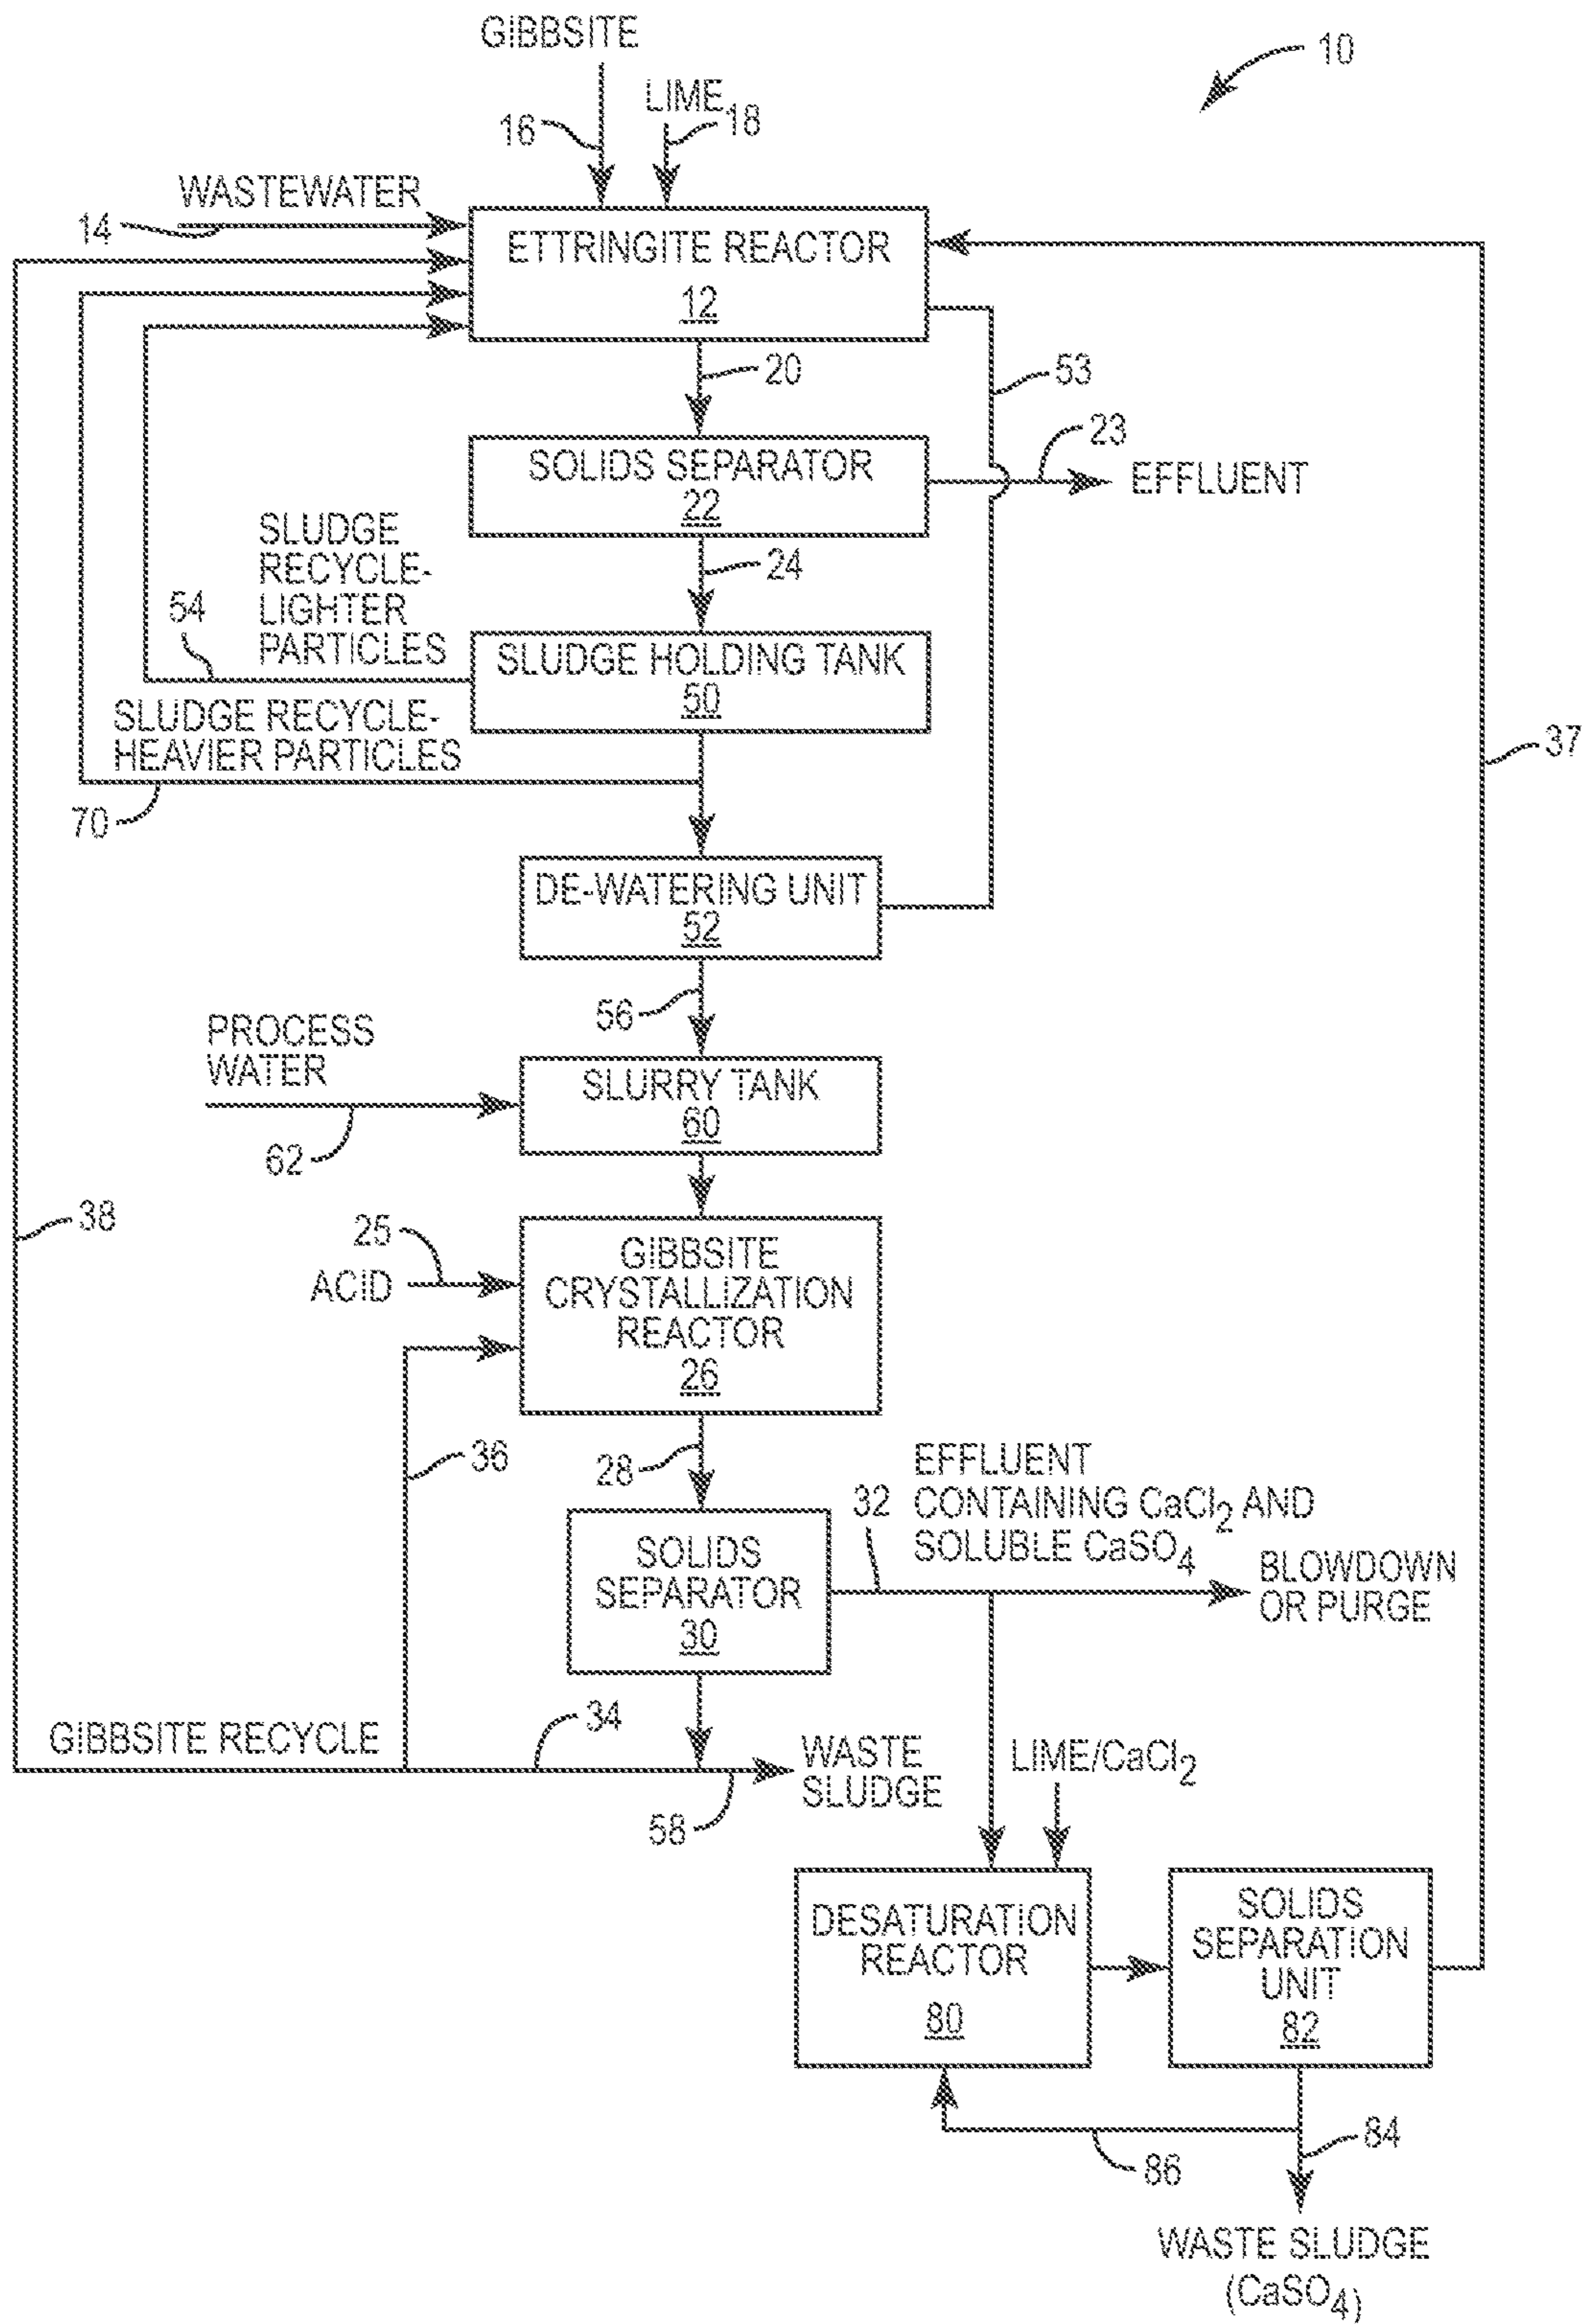 GIBBSITE
10
LIME
16
18
WASTEWATER
14
ETTRINGITE REACTOR
12
20
53
23
SOLIDS SEPARATOR
22
EFFLUENT
SLUDGE
RECYCLE-
LIGHTER
PARTICLES
24
54
SLUDGE HOLDING TANK
50
SLUDGE RECYCLE-
HEAVIER PARTICLES
37
70
DE-WATERING UNIT
52
56
PROCESS
WATER
SLURRY TANK
60
62
38
25
ACID
GIBBSITE
CRYSTALLIZATION
REACTOR
26
36
28
32
EFFLUENT
CONTAINING CaCl2 AND
SOLUBLE CaSO4
SOLIDS
SEPARATOR
30
BLOWDOWN
OR PURGE
GIBBSITE RECYCLE
34
WASTE
SLUDGE
58
LIME/CaCl2
DESATURATION
REACTOR
80
SOLIDS
SEPARATION
UNIT
82
84
86
WASTE SLUDGE
(CaSO4)